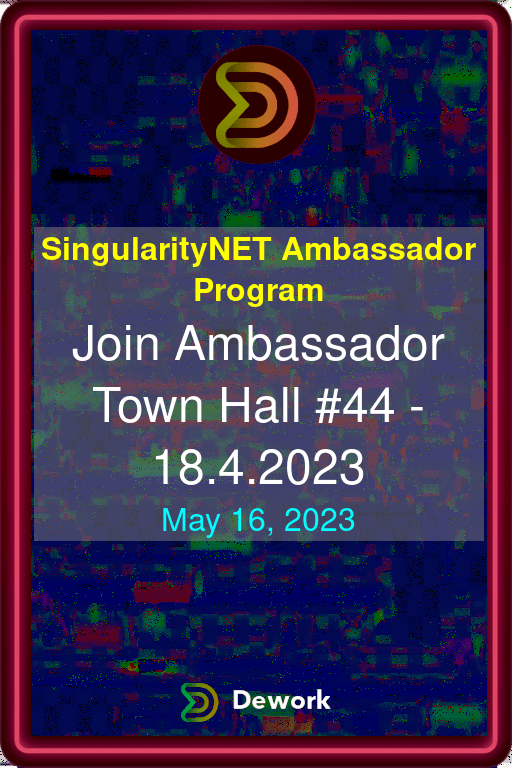 SingularityNET Ambassador
Program
Join Ambassador
Town Hall #44 -
18.4.2023
May 16, 2023
Dework